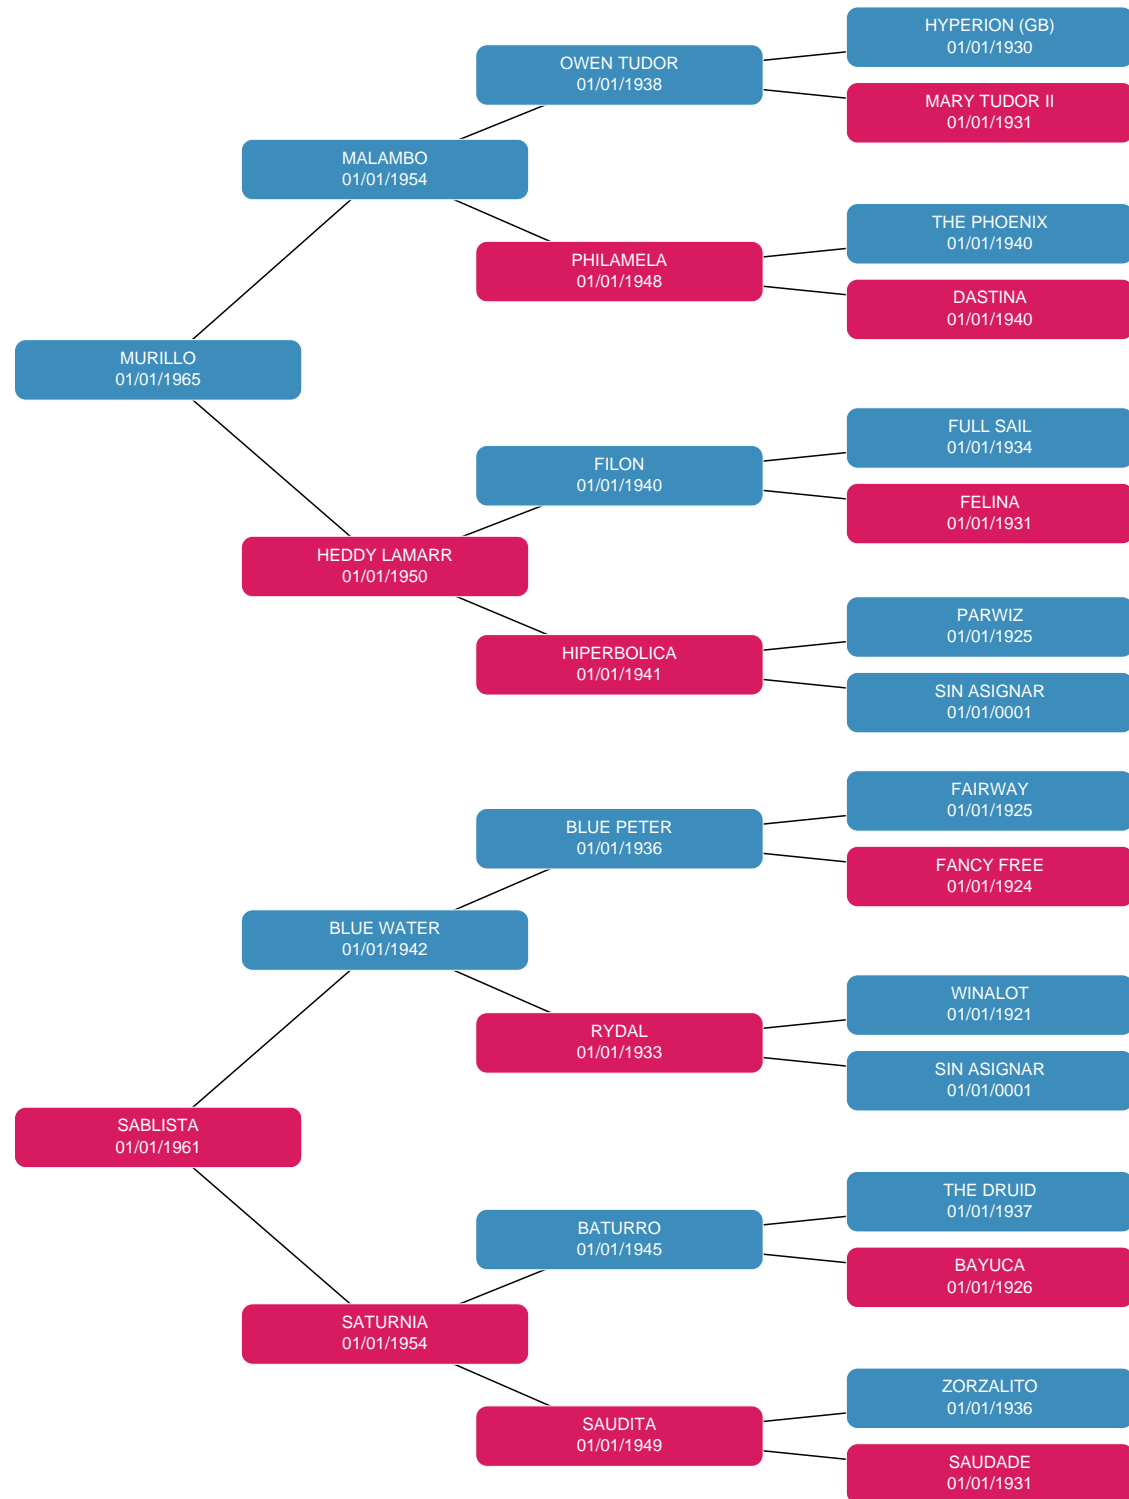 HYPERION (GB)
01/01/1930
OWEN TUDOR
01/01/1938
MARY TUDOR II
01/01/1931
MALAMBO
01/01/1954
THE PHOENIX
01/01/1940
PHILAMELA
01/01/1948
DASTINA
01/01/1940
MURILLO
01/01/1965
FULL SAIL
01/01/1934
FILON
01/01/1940
FELINA
01/01/1931
HEDDY LAMARR
01/01/1950
PARWIZ
01/01/1925
HIPERBOLICA
01/01/1941
SIN ASIGNAR
01/01/0001
FAIRWAY
01/01/1925
BLUE PETER
01/01/1936
FANCY FREE
01/01/1924
BLUE WATER
01/01/1942
WINALOT
01/01/1921
RYDAL
01/01/1933
SIN ASIGNAR
01/01/0001
SABLISTA
01/01/1961
THE DRUID
01/01/1937
BATURRO
01/01/1945
BAYUCA
01/01/1926
SATURNIA
01/01/1954
ZORZALITO
01/01/1936
SAUDITA
01/01/1949
SAUDADE
01/01/1931